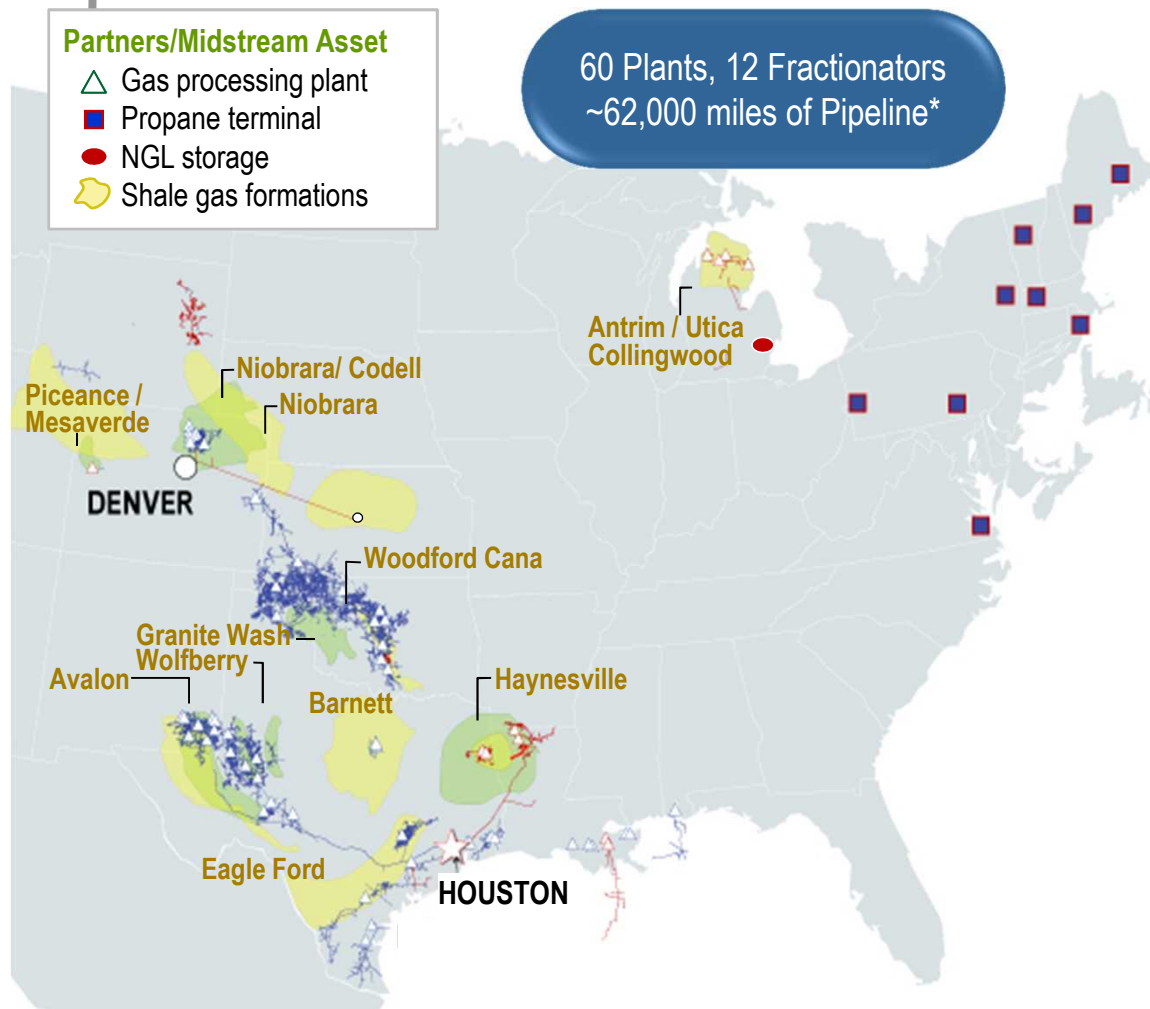 Partners/Midstream Asset
Gas processing plant
Propane terminal
NGL storage
Shale gas formations
60 Plants, 12 Fractionators
~62,000 miles of Pipeline*
Antrim / Utica
Collingwood
Niobrara/ Codell
Niobrara
Piceance /
Mesaverde
DENVER
Woodford Cana
Granite Wash
Wolfberry
Avalon
Barnett
Haynesville
Eagle Ford
HOUSTON